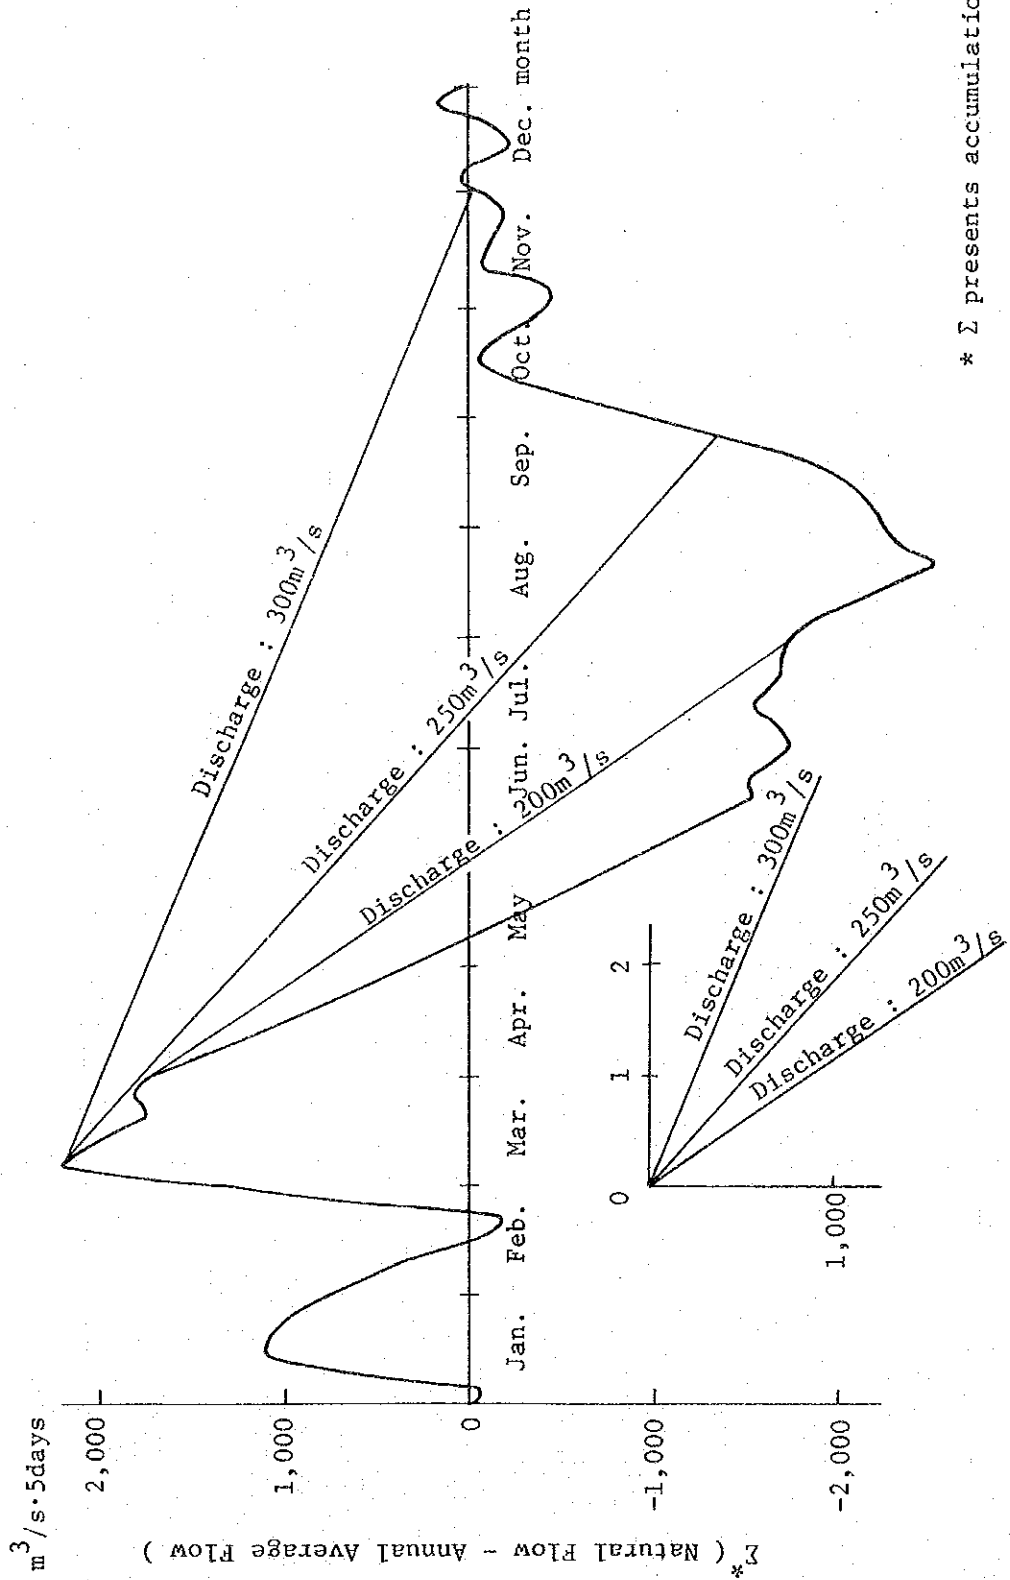 m³/s·5days
2,000
1,000
0
-1,000
-2,000
Σ* ( Natural Flow - Annual Average Flow )
Jan. Feb. Mar. Apr. May Jun. Jul. Aug. Sep. Oct. Nov. Dec. month
Discharge : 300m³/s
Discharge : 250m³/s
Discharge : 200m³/s
0 1 2
1,000
Discharge : 300m³/s
Discharge : 250m³/s
Discharge : 200m³/s
* Σ presents